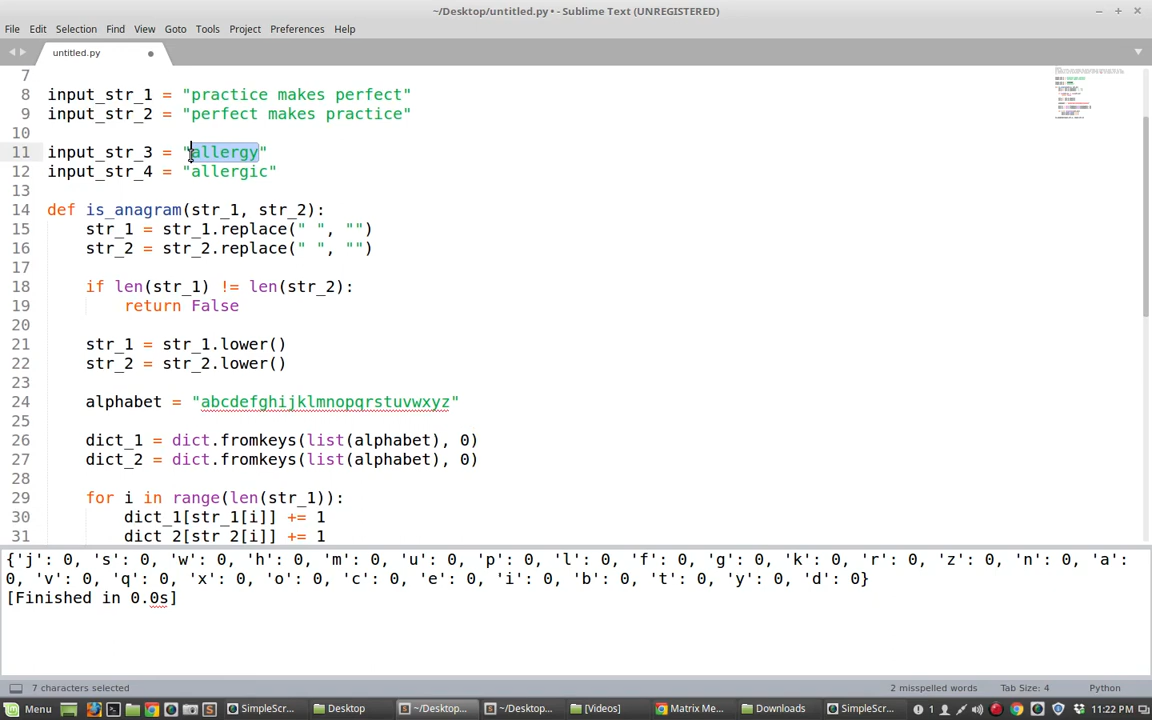 ~/Desktop/untitled.py • - Sublime Text (UNREGISTERED)
File Edit Selection Find View Goto Tools Project Preferences Help
untitled.py
7
8 input_str_1 = "practice makes perfect"
9 input_str_2 = "perfect makes practice"
10
11 input_str_3 = "allergy"
12 input_str_4 = "allergic"
13
14 def is_anagram(str_1, str_2):
15 str_1 = str_1.replace(" ", "")
16 str_2 = str_2.replace(" ", "")
17
18 if len(str_1) != len(str_2):
19 return False
20
21 str_1 = str_1.lower()
22 str_2 = str_2.lower()
23
24 alphabet = "abcdefghijklmnopqrstuvwxyz"
25
26 dict_1 = dict.fromkeys(list(alphabet), 0)
27 dict_2 = dict.fromkeys(list(alphabet), 0)
28
29 for i in range(len(str_1)):
30 dict_1[str_1[i]] += 1
31 dict_2[str_2[i]] += 1
{'j': 0, 's': 0, 'w': 0, 'h': 0, 'm': 0, 'u': 0, 'p': 0, 'l': 0, 'f': 0, 'g': 0, 'k': 0, 'r': 0, 'z': 0, 'n': 0, 'a':
0, 'v': 0, 'q': 0, 'x': 0, 'o': 0, 'c': 0, 'e': 0, 'i': 0, 'b': 0, 't': 0, 'y': 0, 'd': 0}
[Finished in 0.0s]
7 characters selected 2 misspelled words Tab Size: 4 Python
Menu SimpleScr... Desktop ~/Deskto... ~/Deskto... [Videos] Matrix Me... Downloads SimpleScr... 1 11:22 PM